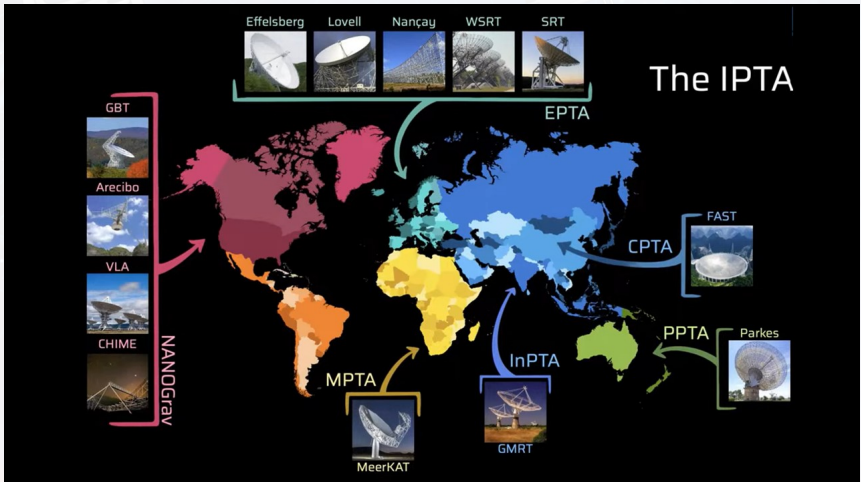 Effelsberg
Lovell
Nançay
WSRT
SRT
The IPTA
EPTA
GBT
Arecibo
VLA
CHIME
NANOGrav
FAST
CPTA
PPTA
Parkes
InPTA
GMRT
MPTA
MeerKAT